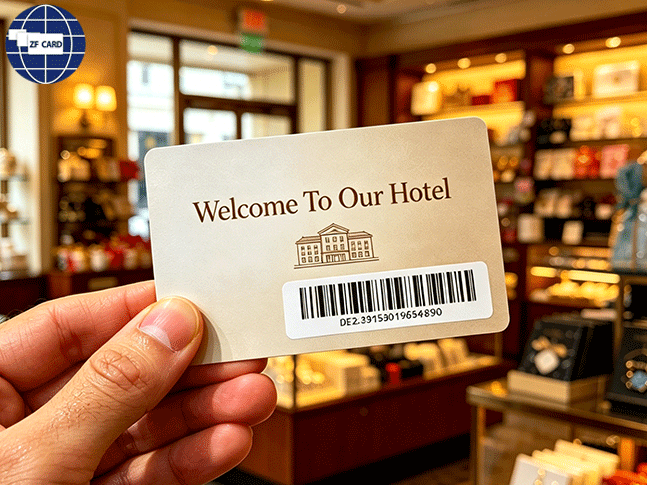 ZF CARD
Welcome To Our Hotel
DE2.39153019654890